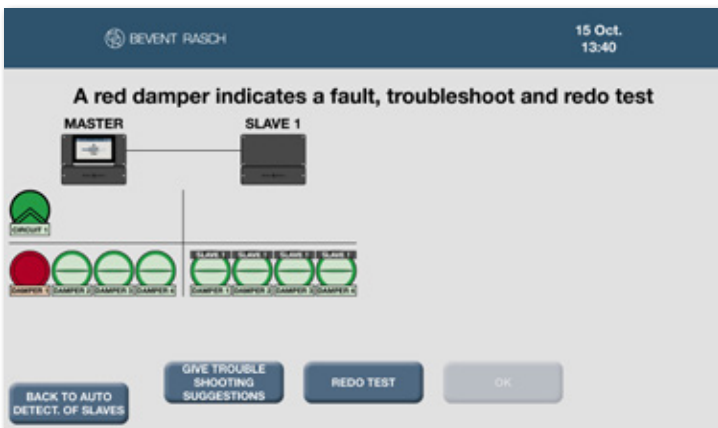 BEVENT RASCH
15 Oct.
13:40
A red damper indicates a fault, troubleshoot and redo test
MASTER
SLAVE 1
CIRCUIT 1
SLAVE 1 SLAVE 1 SLAVE 1 SLAVE 1
DAMPER 1 DAMPER 2 DAMPER 3 DAMPER 4
DAMPER 1 DAMPER 2 DAMPER 3 DAMPER 4
GIVE TROUBLE
SHOOTING
SUGGESTIONS
REDO TEST
OK
BACK TO AUTO
DETECT. OF SLAVES